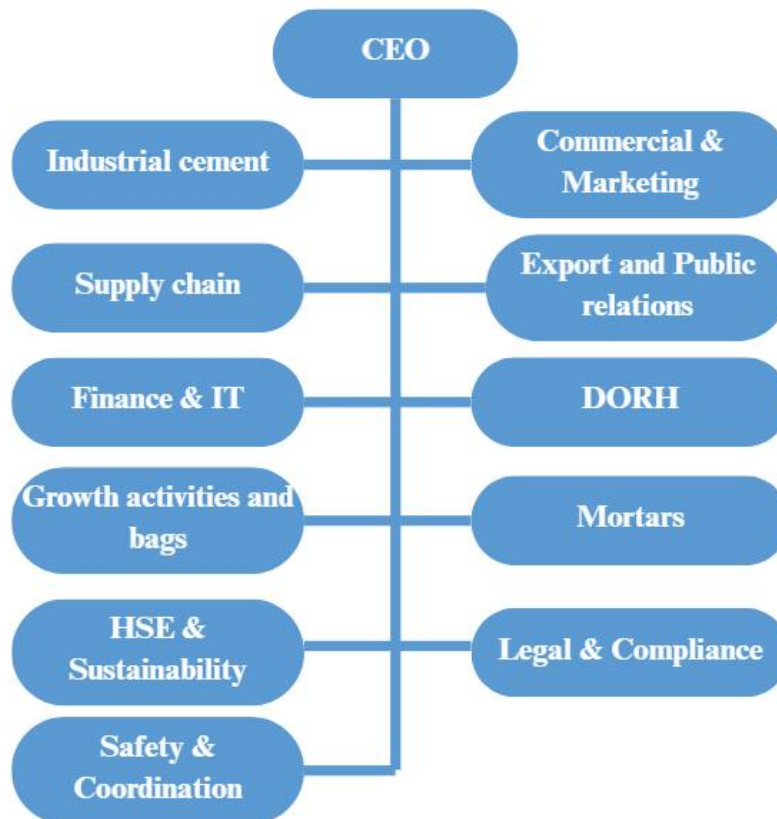 CEO
Industrial cement
Commercial &
Marketing
Supply chain
Export and Public
relations
Finance & IT
DORH
Growth activities and
bags
Mortars
HSE &
Sustainability
Legal & Compliance
Safety &
Coordination